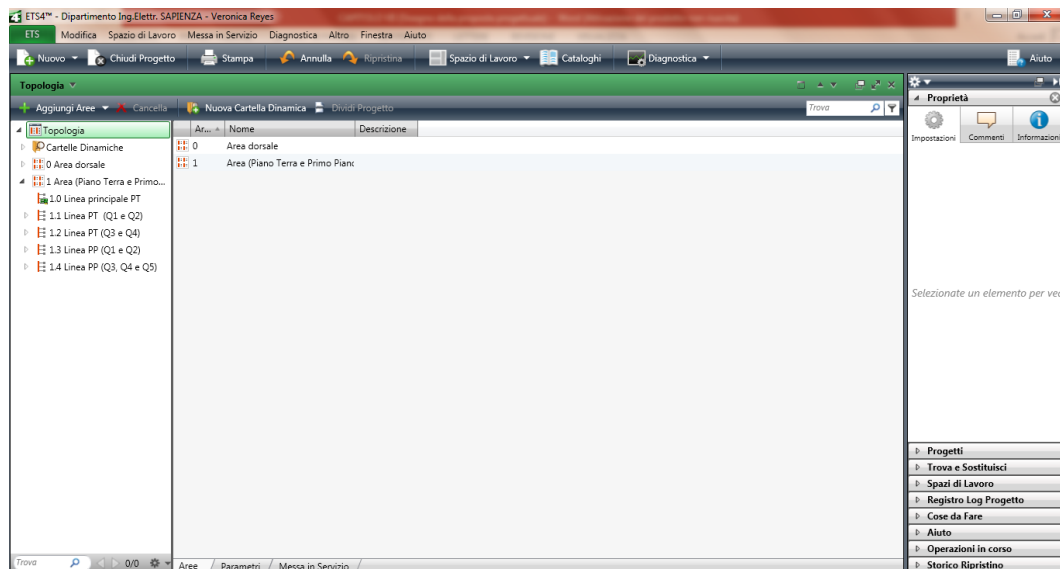 ETS4™ - Dipartimento Ing.Elettr. SAPIENZA - Veronica Reyes
ETS Modifica Spazio di Lavoro Messa in Servizio Diagnostica Altro Finestra Aiuto
Nuovo Chiudi Progetto Stampa Annulla Ripristina Spazio di Lavoro Cataloghi Diagnostica Aiuto
Topologia
Aggiungi Aree Cancella Nuova Cartella Dinamica Dividi Progetto Trova
Topologia
Cartelle Dinamiche
0 Area dorsale
1 Area (Piano Terra e Primo...
1.0 Linea principale PT
1.1 Linea PT (Q1 e Q2)
1.2 Linea PT (Q3 e Q4)
1.3 Linea PP (Q1 e Q2)
1.4 Linea PP (Q3, Q4 e Q5)
Trova 0/0
Ar... Nome Descrizione
0 Area dorsale
1 Area (Piano Terra e Primo Pianc
Aree Parametri Messa in Servizio
Proprietà
Impostazioni Commenti Informazioni
Selezionate un elemento per ved
Progetti
Trova e Sostituisci
Spazi di Lavoro
Registro Log Progetto
Cose da Fare
Aiuto
Operazioni in corso
Storico Ripristino